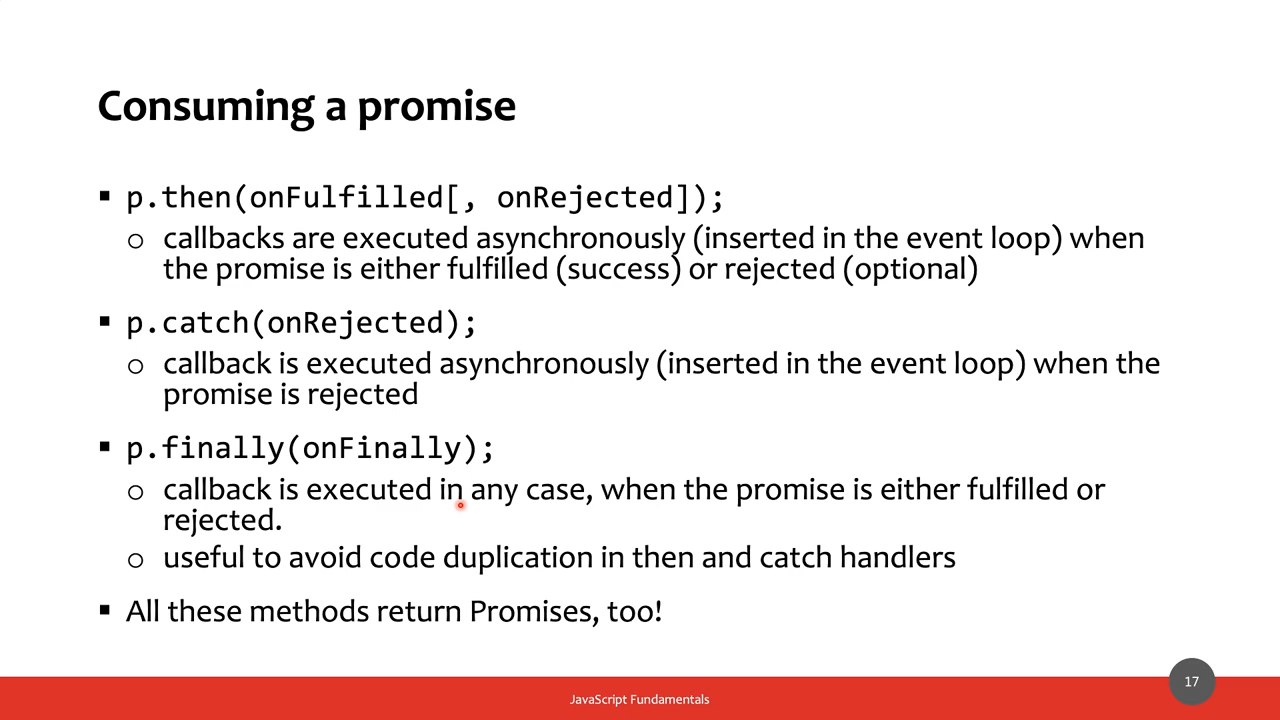 Consuming a promise
▪ p.then(onFulfilled[, onRejected]);
o callbacks are executed asynchronously (inserted in the event loop) when
the promise is either fulfilled (success) or rejected (optional)
▪ p.catch(onRejected);
o callback is executed asynchronously (inserted in the event loop) when the
promise is rejected
▪ p.finally(onFinally);
o callback is executed in any case, when the promise is either fulfilled or
rejected.
o useful to avoid code duplication in then and catch handlers
▪ All these methods return Promises, too!
17
JavaScript Fundamentals